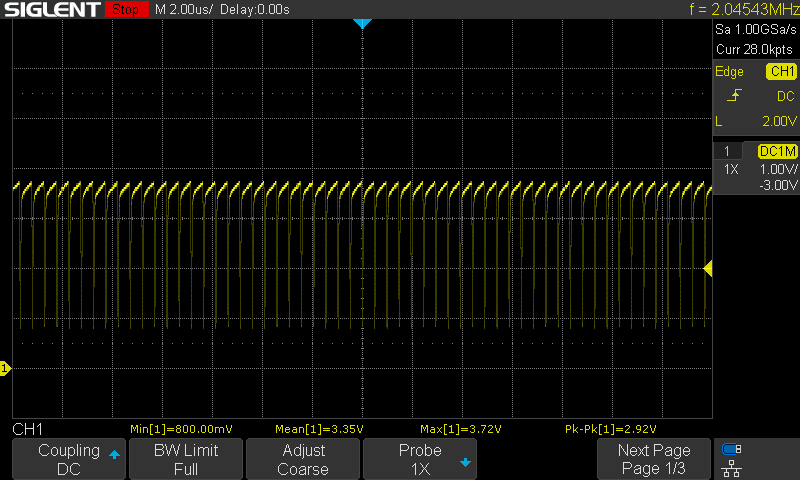 SIGLENT Stop M 2.00us/ Delay:0.00s f = 2.04543MHz
Sa 1.00GSa/s
Curr 28.0kpts
Edge CH1
DC
L 2.00V
1 DC1M
1X 1.00V/
-3.00V
1
CH1 Min[1]=800.00mV Mean[1]=3.35V Max[1]=3.72V Pk-Pk[1]=2.92V
Coupling BW Limit Adjust Probe Next Page
DC Full Coarse 1X Page 1/3